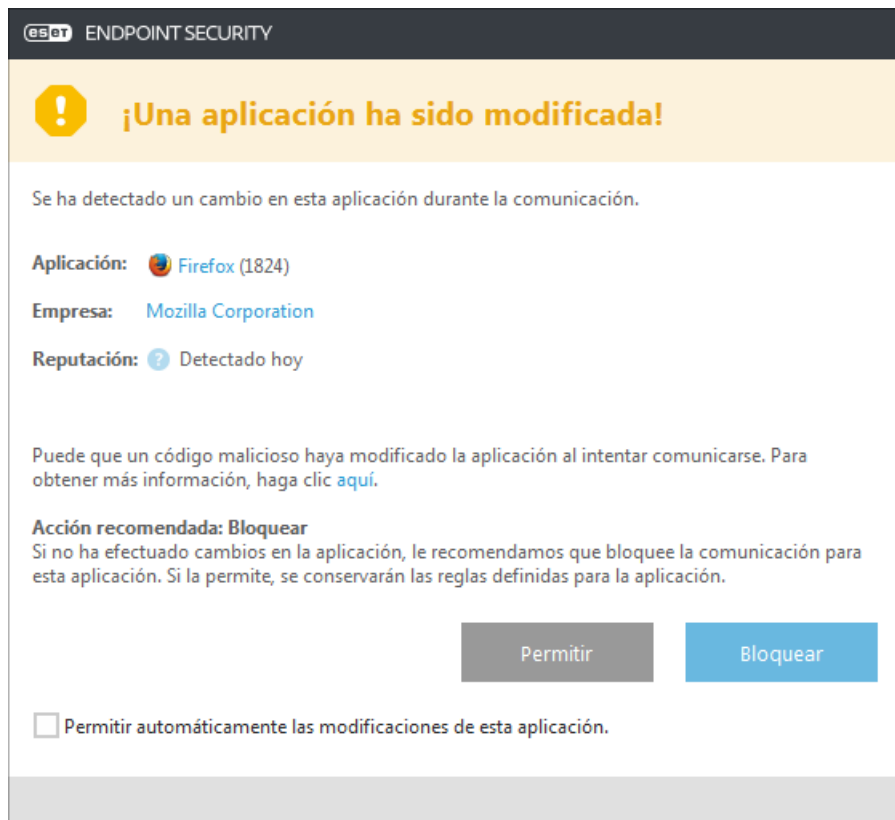 eseT ENDPOINT SECURITY
¡Una aplicación ha sido modificada!
Se ha detectado un cambio en esta aplicación durante la comunicación.
Aplicación: Firefox (1824)
Empresa: Mozilla Corporation
Reputación: ? Detectado hoy
Puede que un código malicioso haya modificado la aplicación al intentar comunicarse. Para
obtener más información, haga clic aquí.
Acción recomendada: Bloquear
Si no ha efectuado cambios en la aplicación, le recomendamos que bloquee la comunicación para
esta aplicación. Si la permite, se conservarán las reglas definidas para la aplicación.
Permitir Bloquear
Permitir automáticamente las modificaciones de esta aplicación.